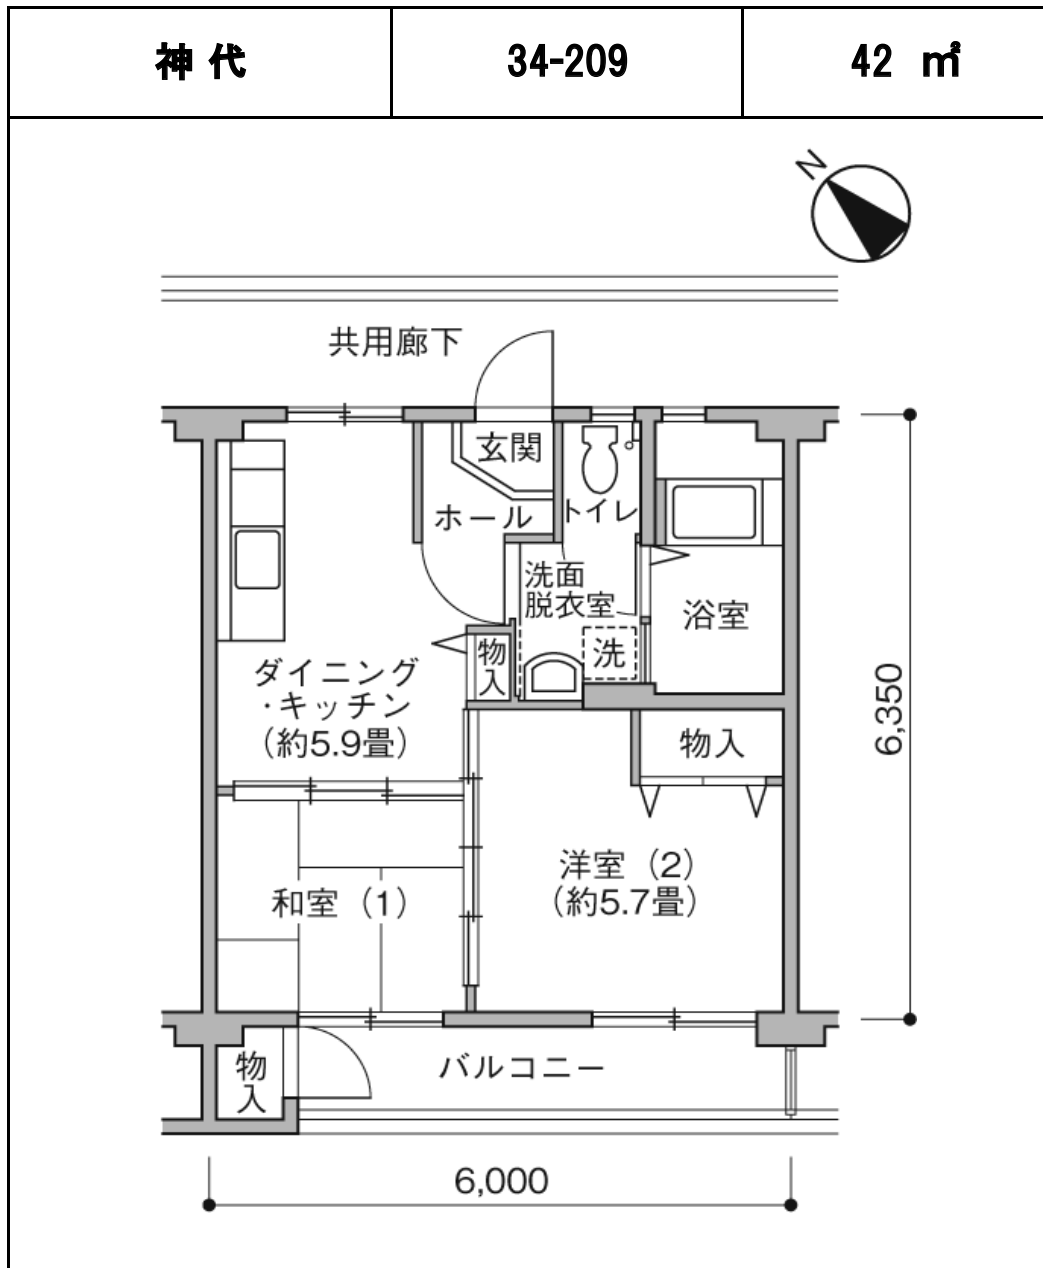 神代
34-209
42 ㎡
N
共用廊下
玄関
ホール
トイレ
洗面
脱衣室
浴室
洗
物
入
ダイニング
・キッチン
（約5.9畳）
物入
6,350
洋室（2）
（約5.7畳）
和室（1）
物
入
バルコニー
6,000